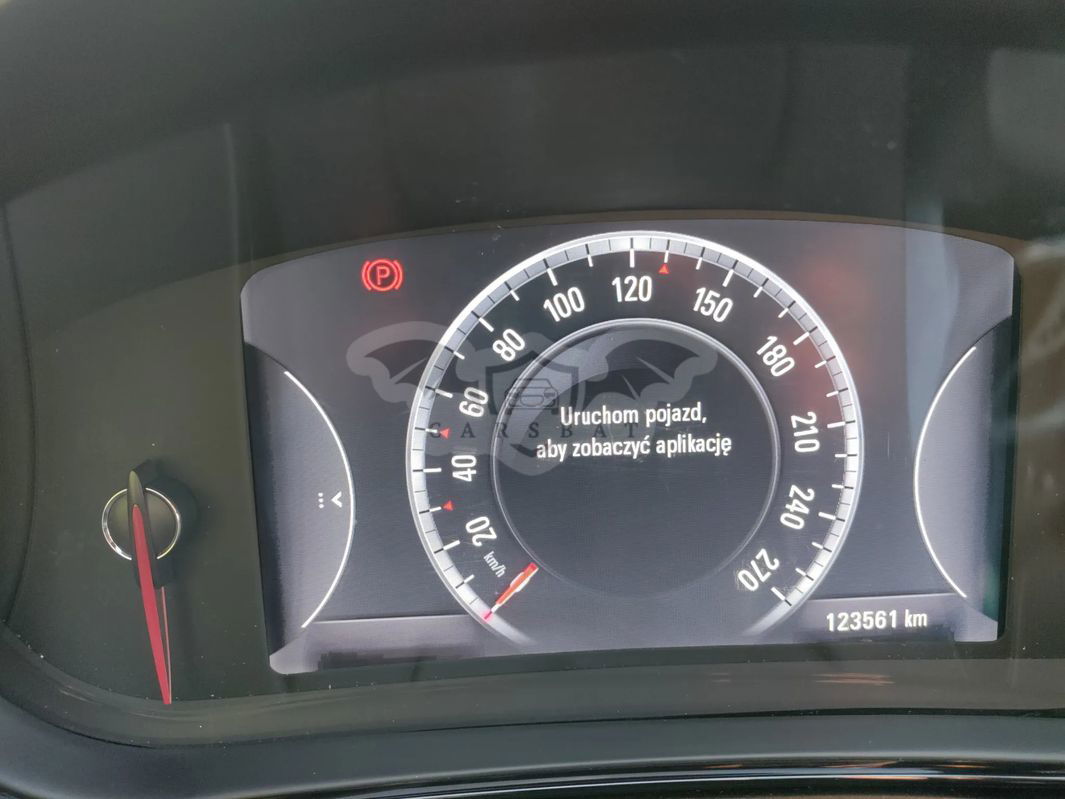 P
120
100
150
80
180
60
CARSBAT
Uruchom pojazd,
aby zobaczyć aplikację
210
40
20
240
km/h
270
123561 km